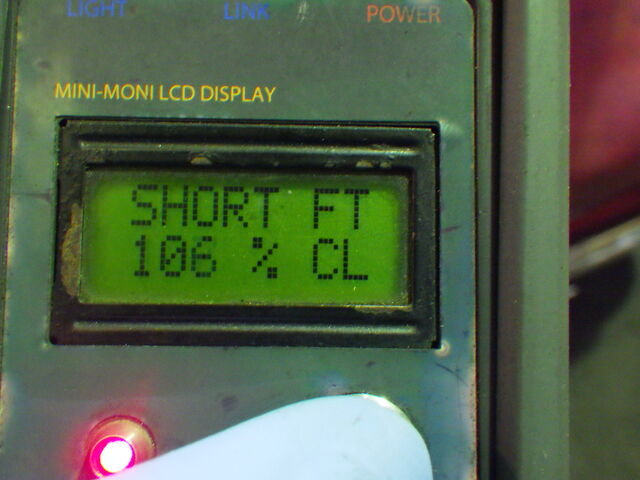 LIGHT LINK POWER
MINI-MONI LCD DISPLAY
SHORT FT
106 % CL